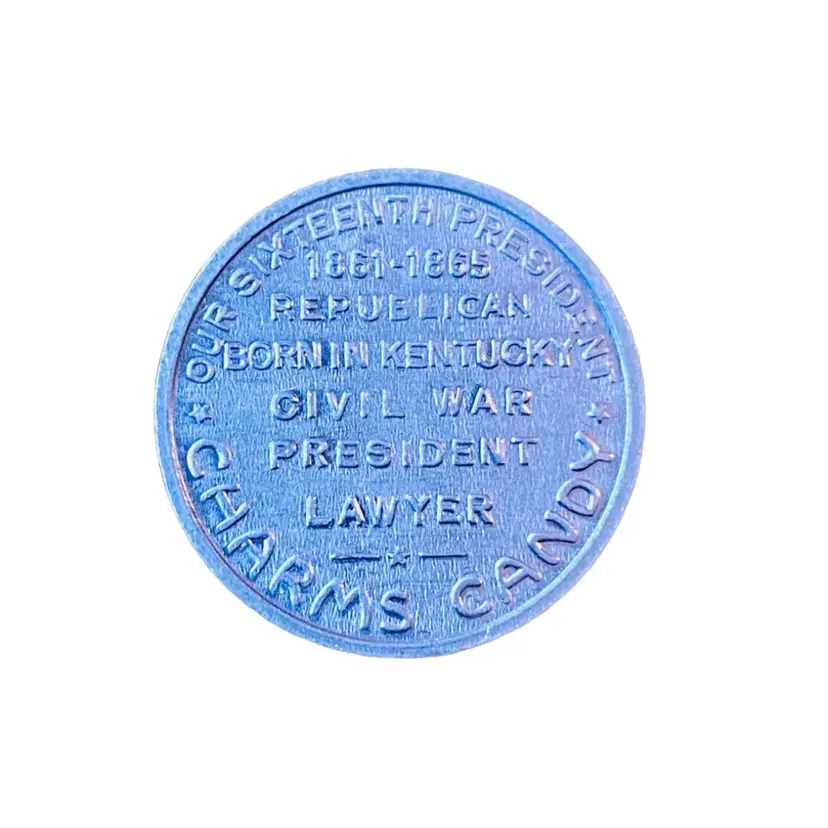 OUR SIXTEENTH PRESIDENT
1861-1865
REPUBLICAN
BORN IN KENTUCKY
CIVIL WAR
PRESIDENT
LAWYER
CHARMS CANDY